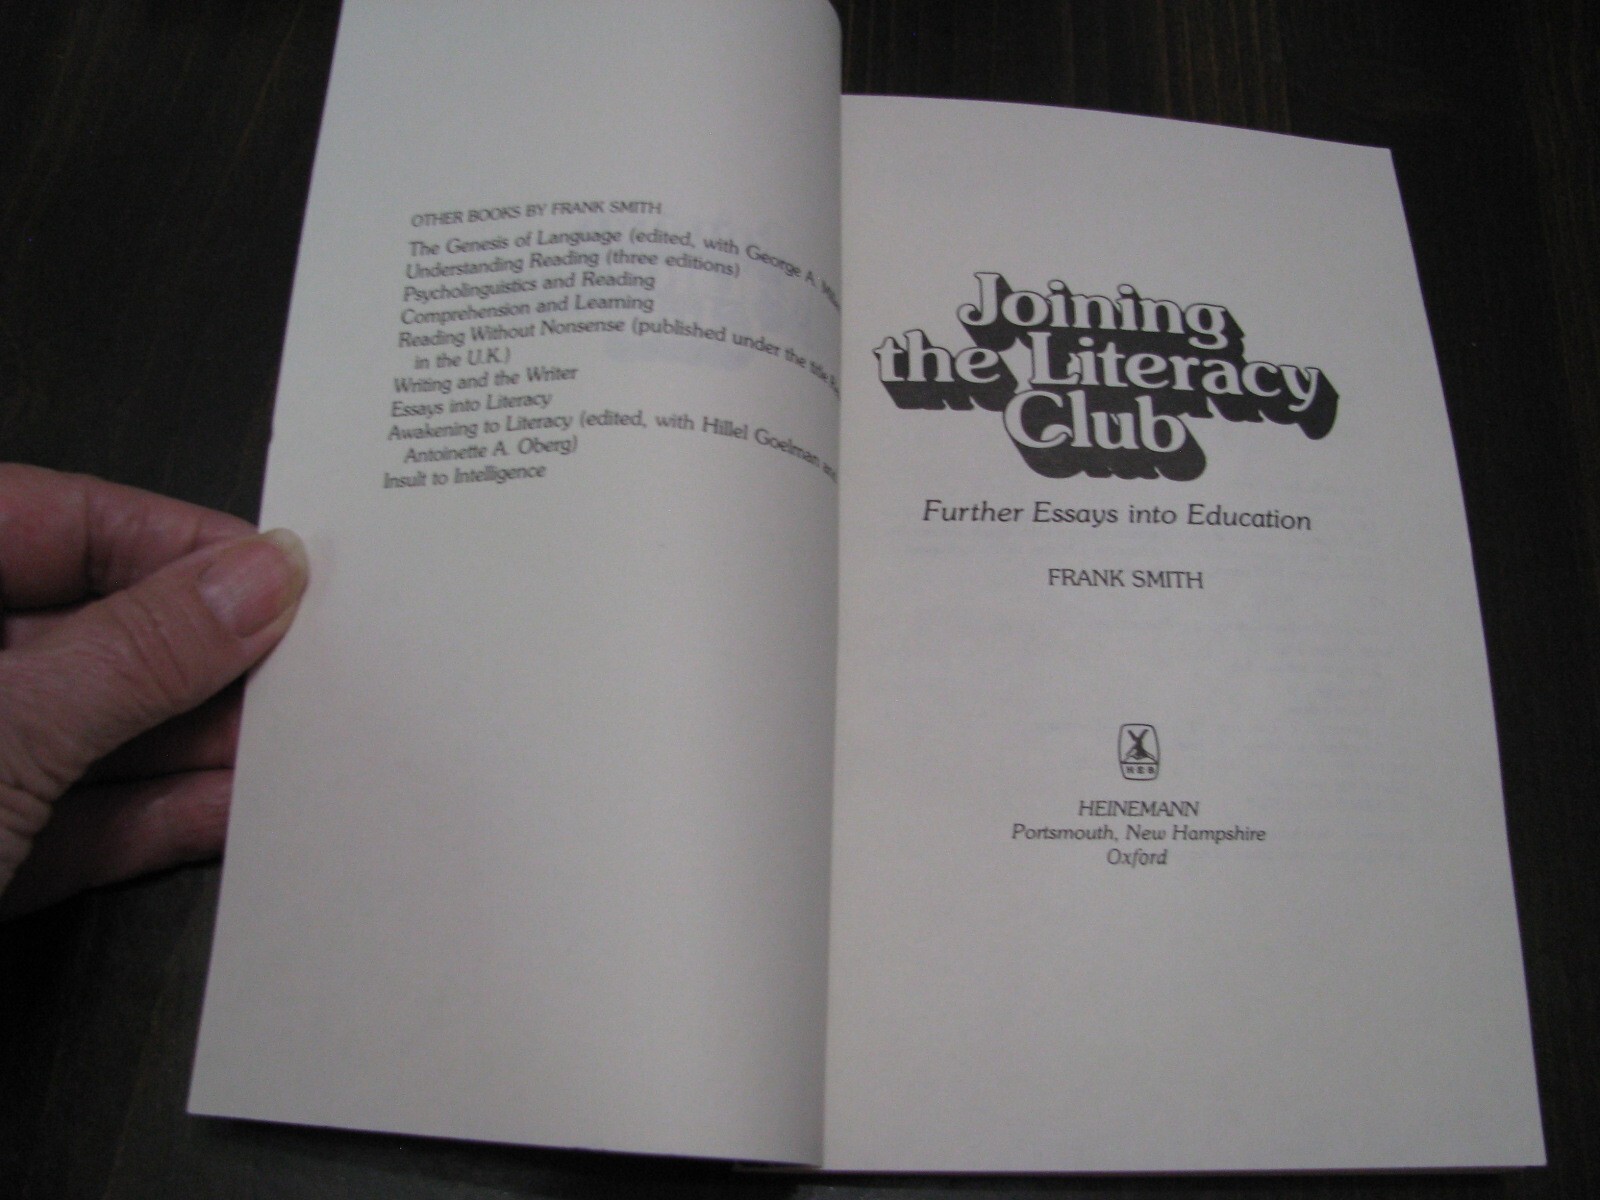 OTHER BOOKS BY FRANK SMITH
The Genesis of Language (edited, with George A.
Understanding Reading (three editions)
Psycholinguistics and Reading
Comprehension and Learning
Reading Without Nonsense (published under the title
in the U.K.)
Writing and the Writer
Essays into Literacy
Awakening to Literacy (edited, with Hillel Goelman and
Antoinette A. Oberg)
Insult to Intelligence
Joining
the Literacy
Club
Further Essays into Education
FRANK SMITH
HEB
HEINEMANN
Portsmouth, New Hampshire
Oxford